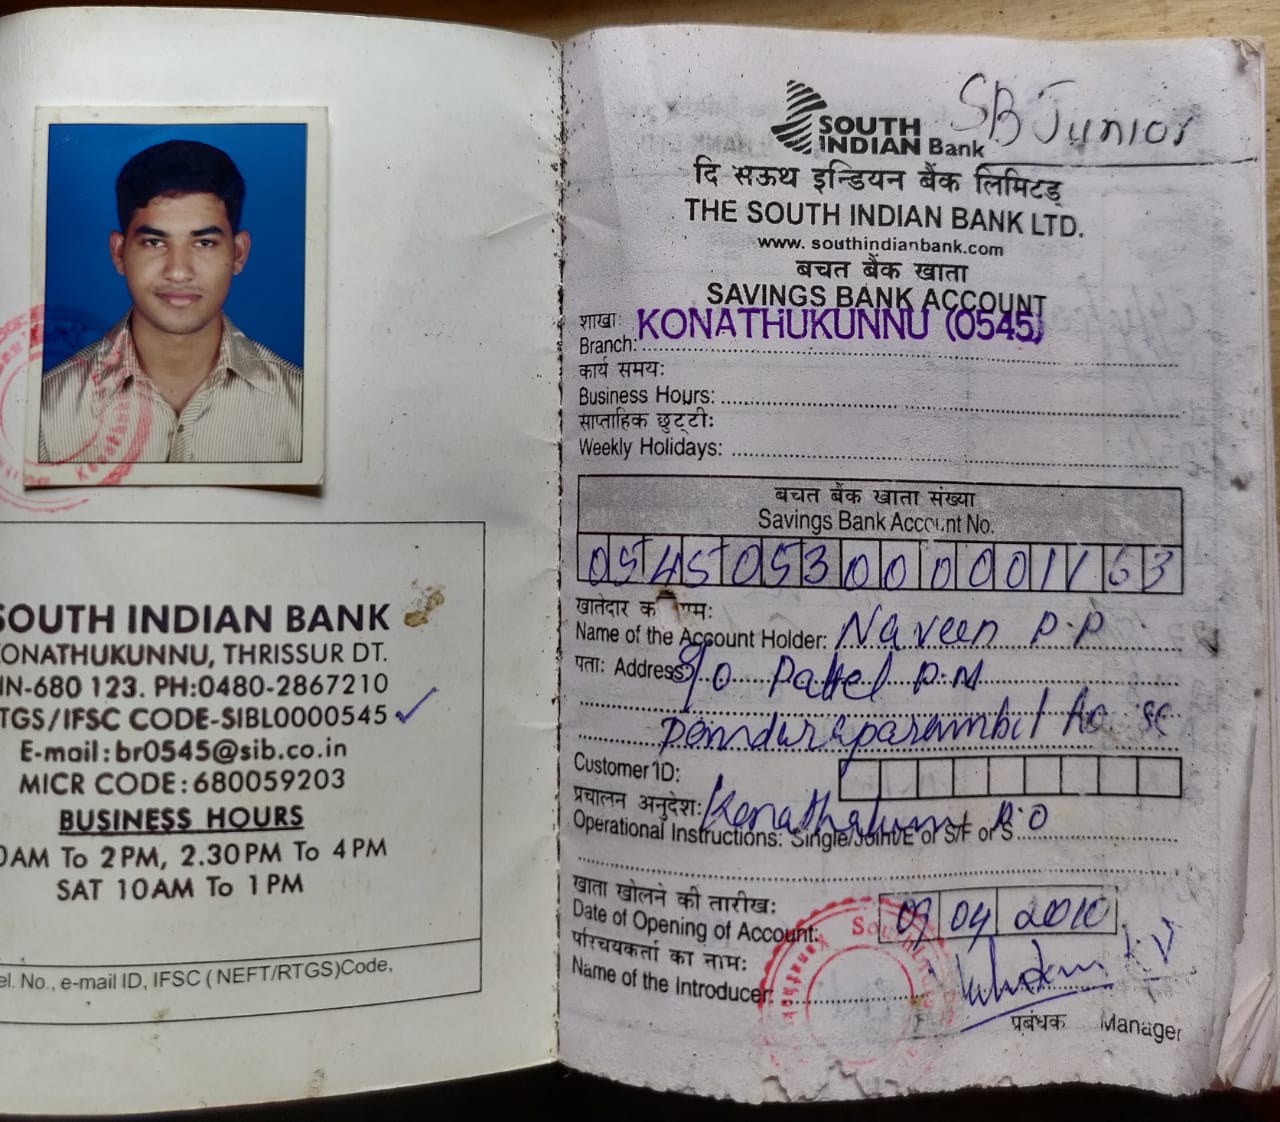 SOUTH INDIAN BANK
KONATHUKUNNU, THRISSUR DT.
IN-680 123. PH:0480-2867210
TGS/IFSC CODE-SIBL0000545
E-mail:br0545@sib.co.in
MICR CODE:680059203
BUSINESS HOURS
0AM To 2PM, 2.30PM To 4PM
SAT 10AM To 1PM
el. No., e-mail ID, IFSC (NEFT/RTGS)Code,
SB Junior
SOUTH
INDIAN Bank
दि सऊथ इन्डियन बैंक लिमिटड्
THE SOUTH INDIAN BANK LTD.
www. southindianbank.com
बचत बैंक खाता
SAVINGS BANK ACCOUNT
शाखाः
Branch: KONATHUKUNNU (0545)
कार्य समयः
Business Hours:
साप्ताहिक छुट्टीः
Weekly Holidays:
बचत बैंक खाता संख्या
Savings Bank Account No.
0545053000001163
खातेदार का नामः
Name of the Account Holder: Naveen P.P
पताः Address: S/O Pattel P.M
House
Customer ID:
प्रचालन अनुदेशः P.O
Operational Instructions: Single/Joint/E or S/F or S
खाता खोलने की तारीखः
Date of Opening of Account: 09 04 2010
परिचयकर्ता का नामः
Name of the Introducer:
प्रबंधक Manager